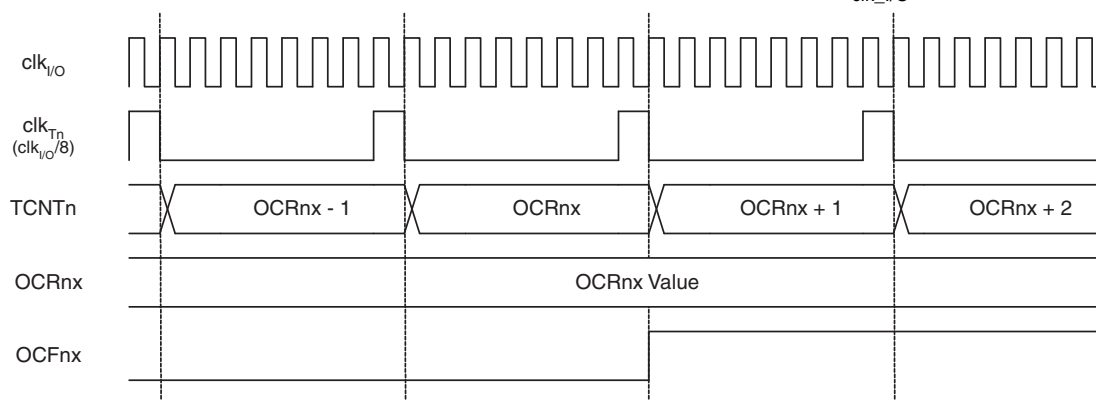 clkI/O
clkTn
(clkI/O/8)
TCNTn
OCRnx - 1
OCRnx
OCRnx + 1
OCRnx + 2
OCRnx
OCRnx Value
OCFnx